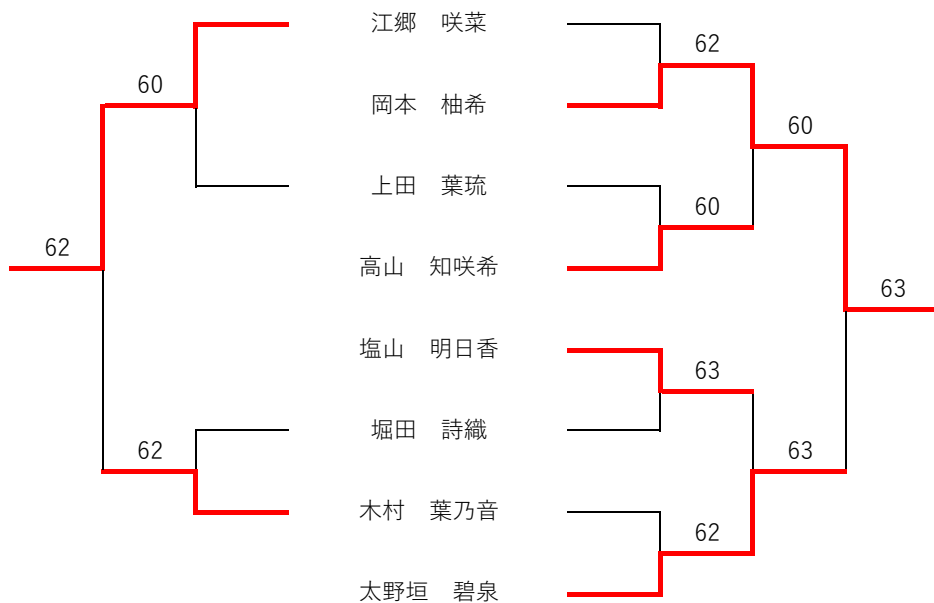 江郷　咲菜
62
60
岡本　柚希
60
上田　葉琉
60
62
高山　知咲希
63
塩山　明日香
63
堀田　詩織
62
63
木村　葉乃音
62
太野垣　碧泉